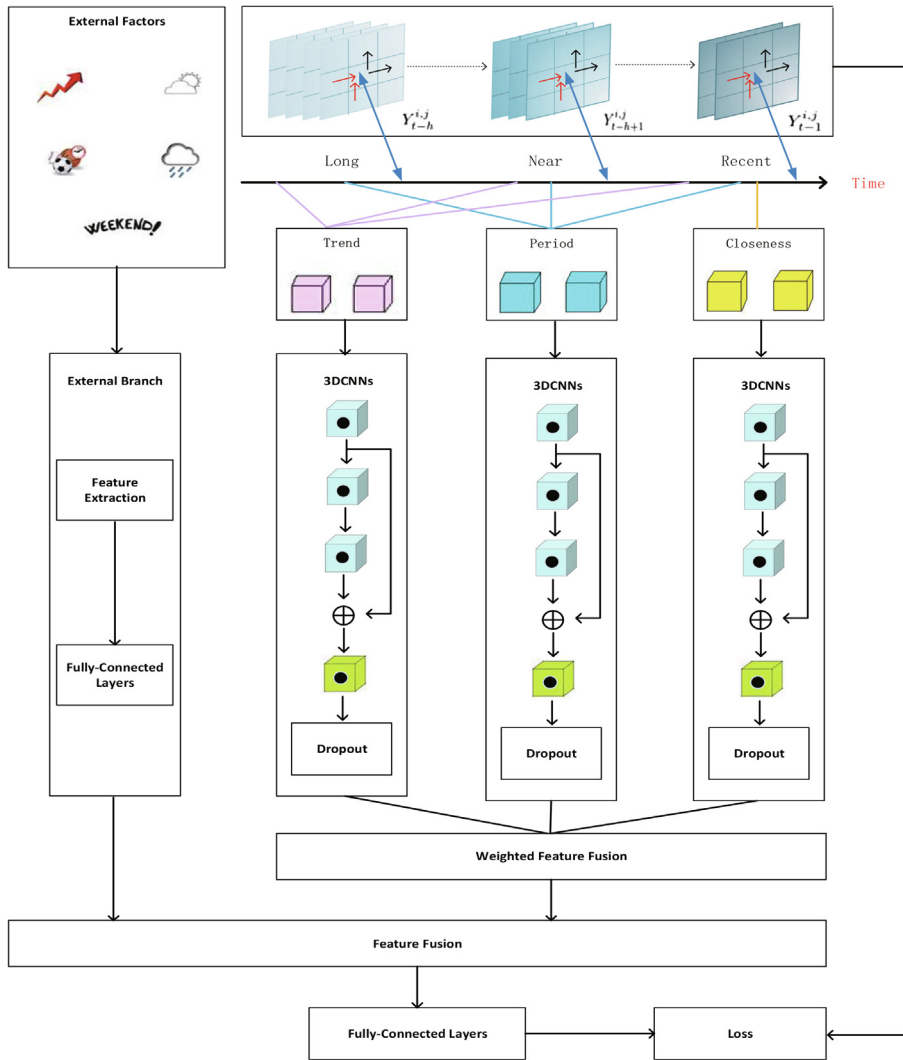 External Factors
WEEKEND!
Y_{t-h}^{i,j}
Y_{t-h+1}^{i,j}
Y_{t-1}^{i,j}
Long
Near
Recent
Time
Trend
Period
Closeness
External Branch
Feature
Extraction
Fully-Connected
Layers
3DCNNs
3DCNNs
3DCNNs
Dropout
Dropout
Dropout
Weighted Feature Fusion
Feature Fusion
Fully-Connected Layers
Loss